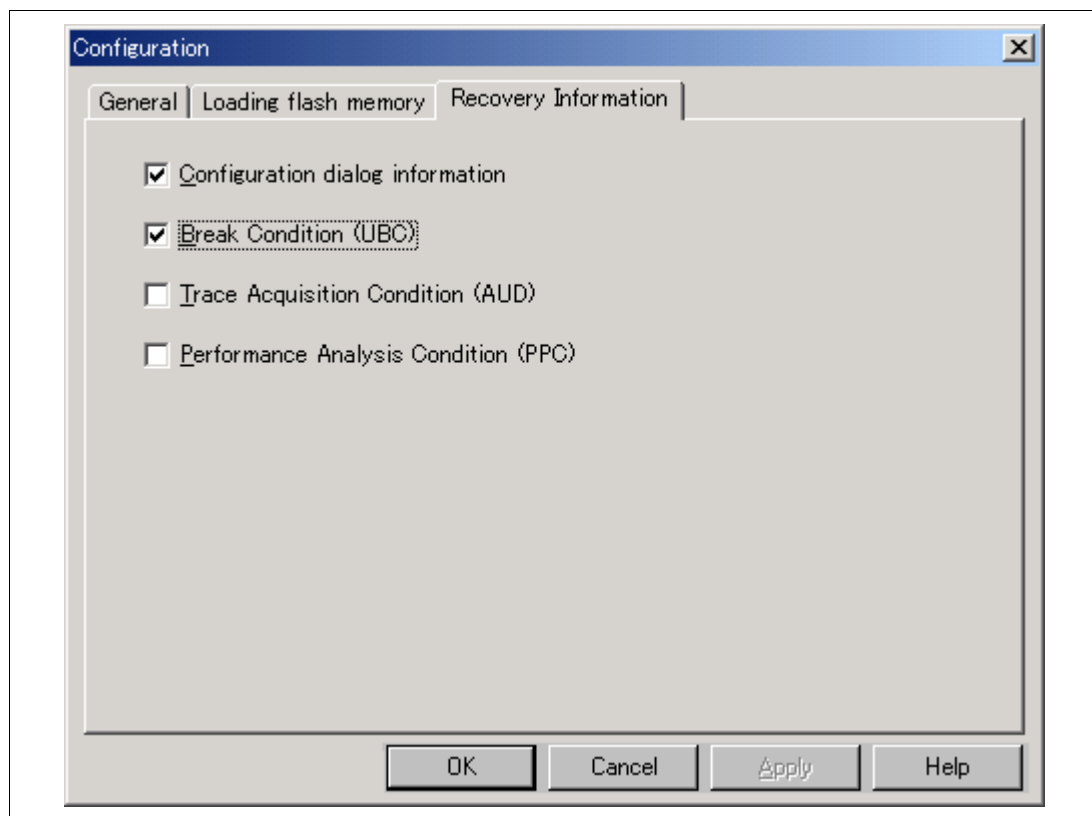 Configuration
General Loading flash memory Recovery Information
Configuration dialog information
Break Condition (UBC)
Trace Acquisition Condition (AUD)
Performance Analysis Condition (PPC)
OK Cancel Apply Help